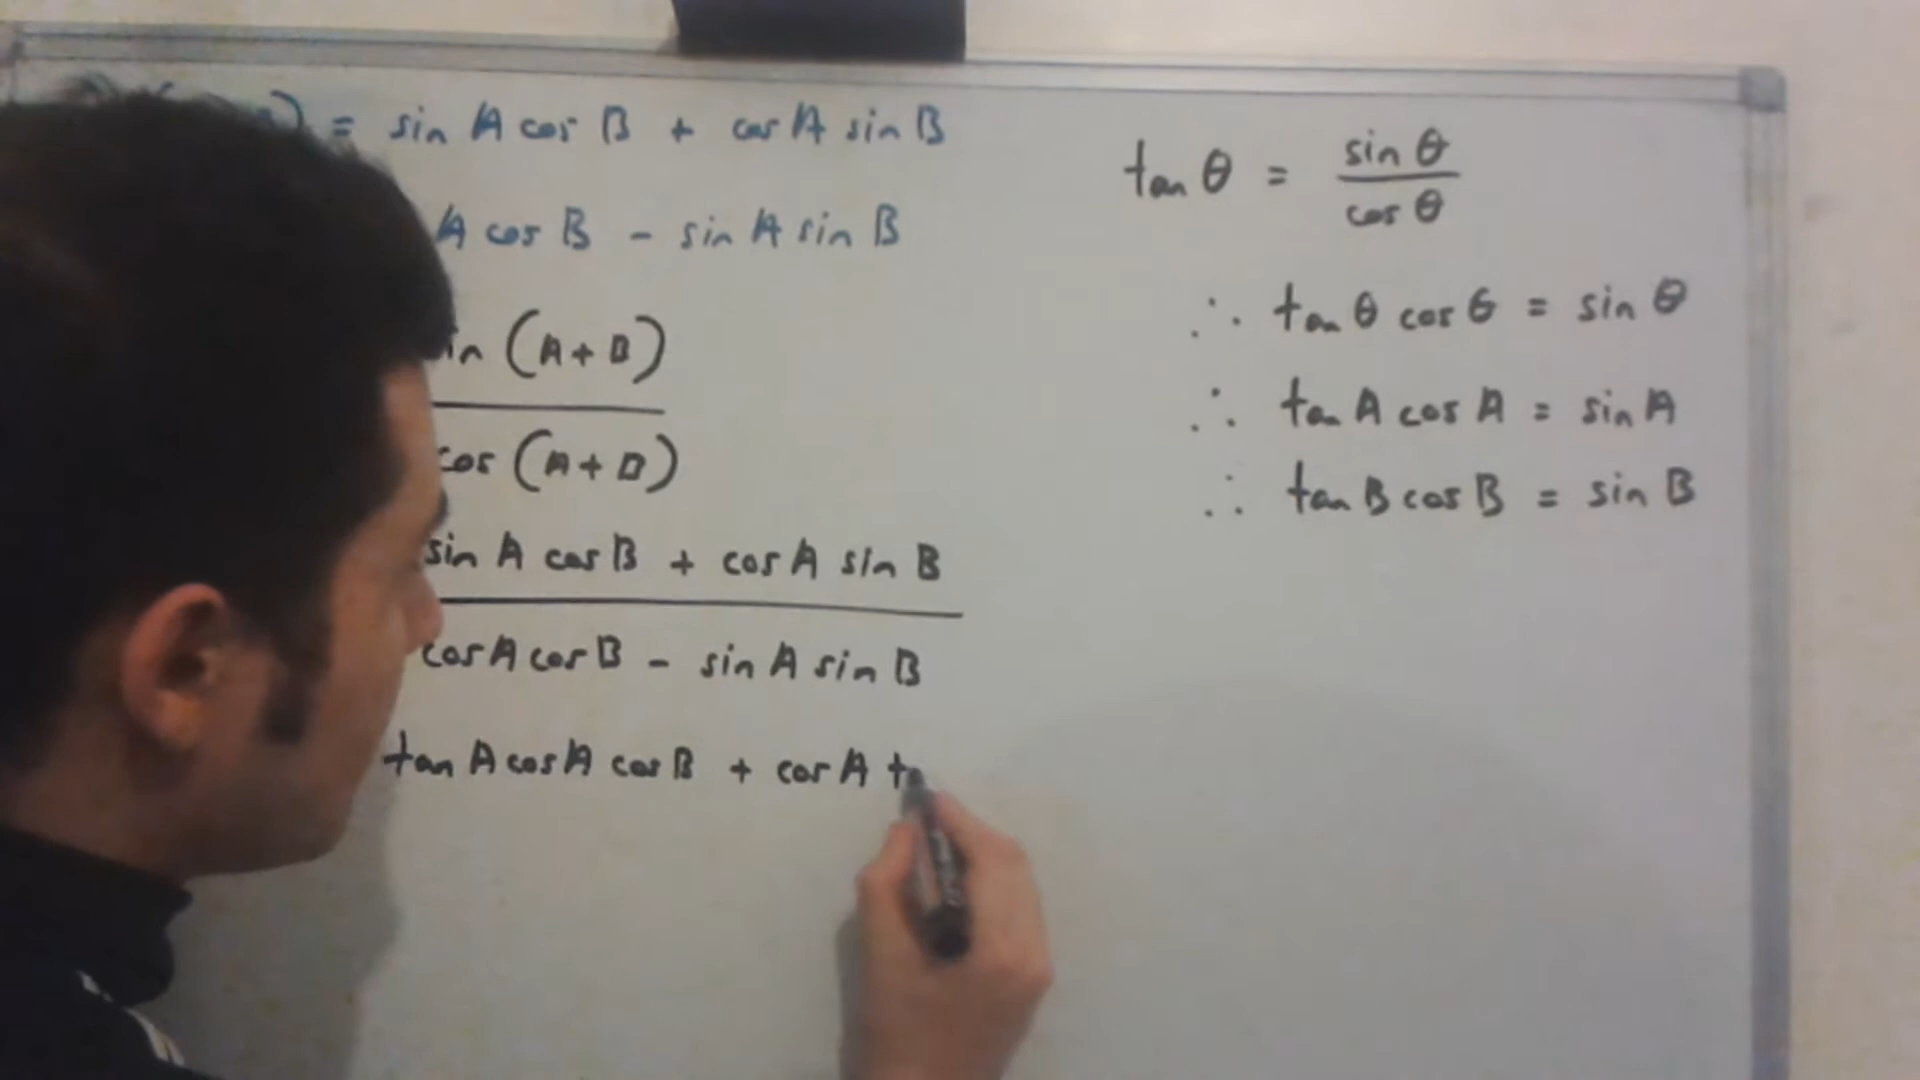 ) = sin A cos B + cos A sin B
A cos B - sin A sin B
in (A+B)
cos (A+B)
sin A cos B + cos A sin B
cos A cos B - sin A sin B
tan A cos A cos B + cos A t
tan θ = sin θ
cos θ
∴ tan θ cos θ = sin θ
∴ tan A cos A = sin A
∴ tan B cos B = sin B